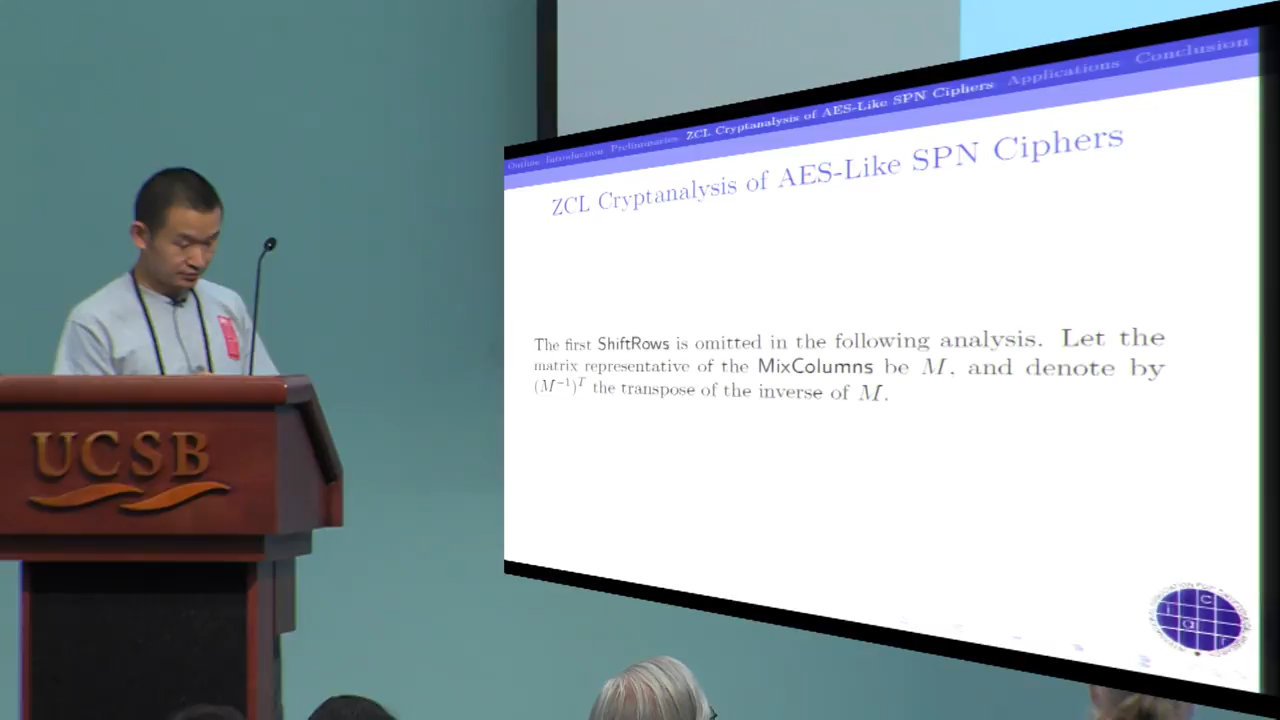 Outline Introduction Preliminaries ZCL Cryptanalysis of AES-Like SPN Ciphers Applications Conclusion
ZCL Cryptanalysis of AES-Like SPN Ciphers
The first ShiftRows is omitted in the following analysis. Let the
matrix representative of the MixColumns be M, and denote by
(M⁻¹)ᵀ the transpose of the inverse of M.
UCSB